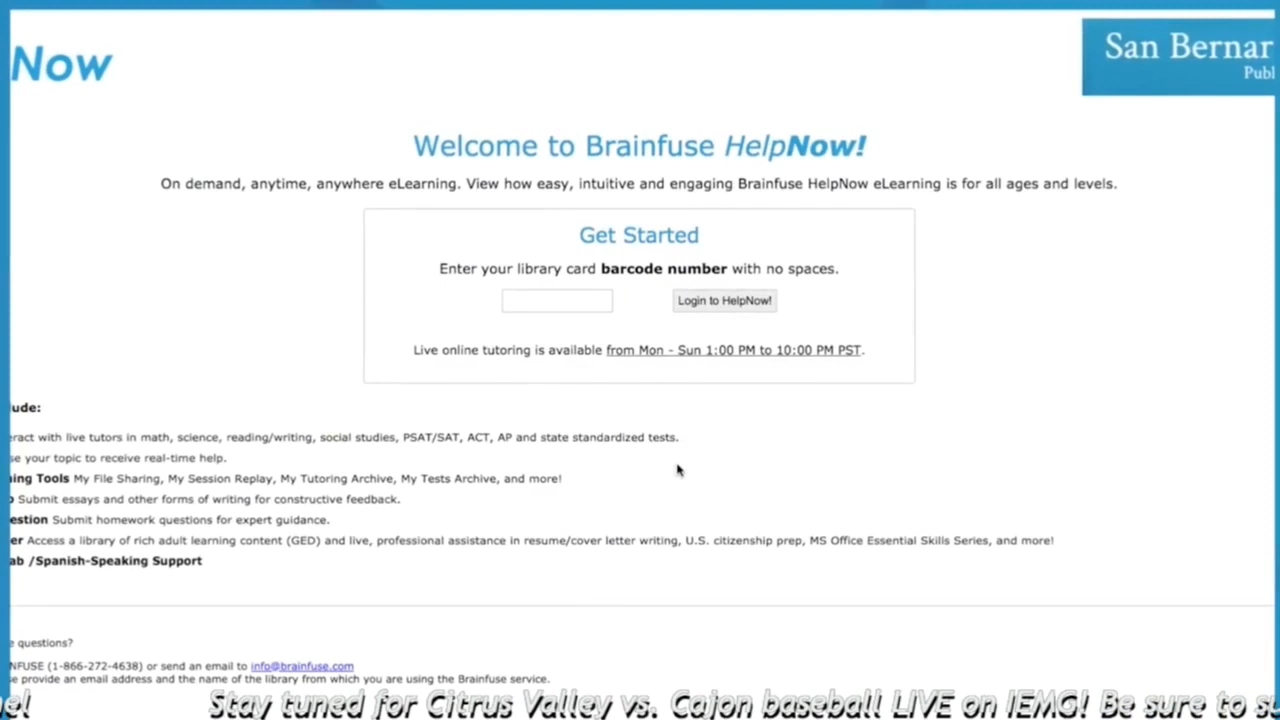 Now
San Bernar
Publ
Welcome to Brainfuse HelpNow!
On demand, anytime, anywhere eLearning. View how easy, intuitive and engaging Brainfuse HelpNow eLearning is for all ages and levels.
Get Started
Enter your library card barcode number with no spaces.
Login to HelpNow!
Live online tutoring is available from Mon - Sun 1:00 PM to 10:00 PM PST.
lude:
eract with live tutors in math, science, reading/writing, social studies, PSAT/SAT, ACT, AP and state standardized tests.
se your topic to receive real-time help.
ing Tools My File Sharing, My Session Replay, My Tutoring Archive, My Tests Archive, and more!
Submit essays and other forms of writing for constructive feedback.
estion Submit homework questions for expert guidance.
er Access a library of rich adult learning content (GED) and live, professional assistance in resume/cover letter writing, U.S. citizenship prep, MS Office Essential Skills Series, and more!
ab /Spanish-Speaking Support
e questions?
NFUSE (1-866-272-4638) or send an email to info@brainfuse.com
se provide an email address and the name of the library from which you are using the Brainfuse service.
nel Stay tuned for Citrus Valley vs. Cajon baseball LIVE on IEMG! Be sure to su